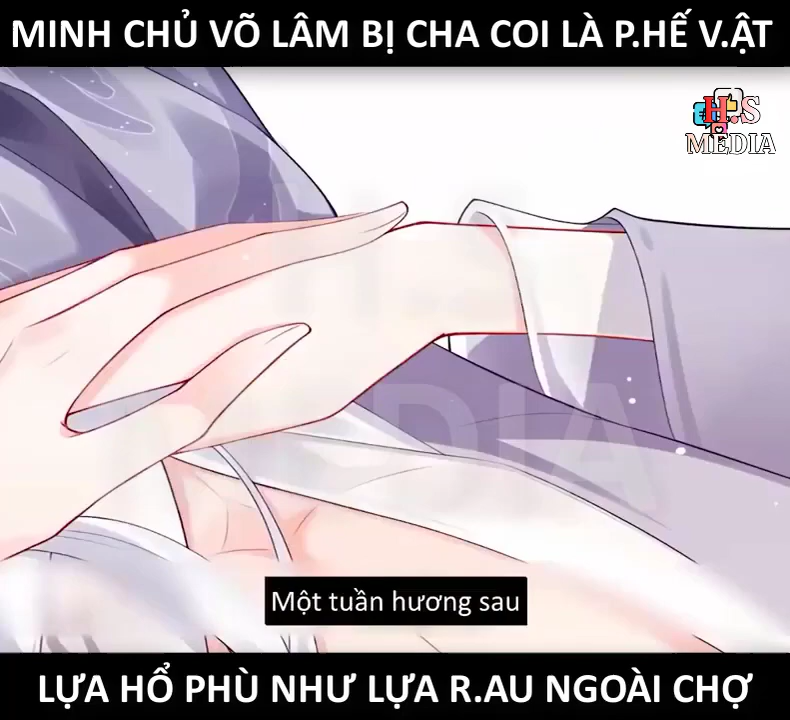 MINH CHỦ VÕ LÂM BỊ CHA COI LÀ P.HẾ V.ẬT
H.S
MEDIA
MEDIA
Một tuần hương sau
LỰA HỔ PHÙ NHƯ LỰA R.AU NGOÀI CHỢ